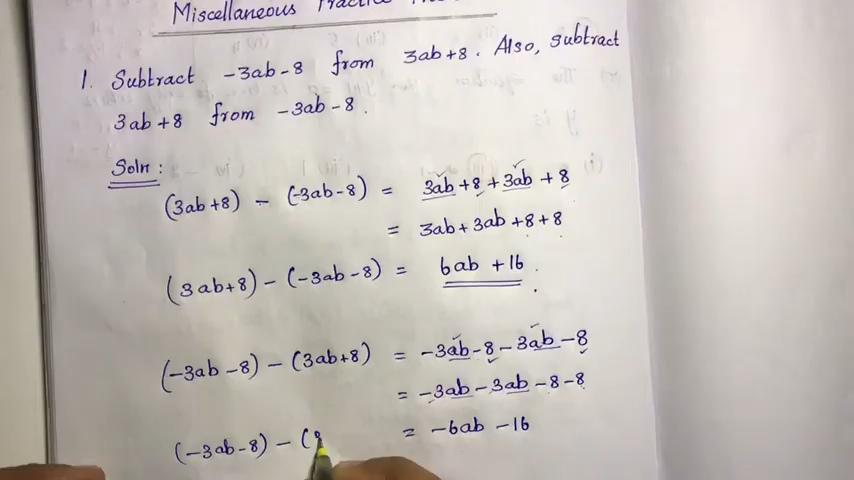 Miscellaneous Practice
1. Subtract -3ab-8 from 3ab+8. Also, subtract
3ab+8 from -3ab-8.
Soln:
(3ab+8) - (-3ab-8) = 3ab+8+3ab+8
= 3ab+3ab+8+8
(3ab+8)-(-3ab-8) = 6ab+16.
(-3ab-8)-(3ab+8) = -3ab-8-3ab-8
= -3ab-3ab-8-8
(-3ab-8)-( = -6ab-16